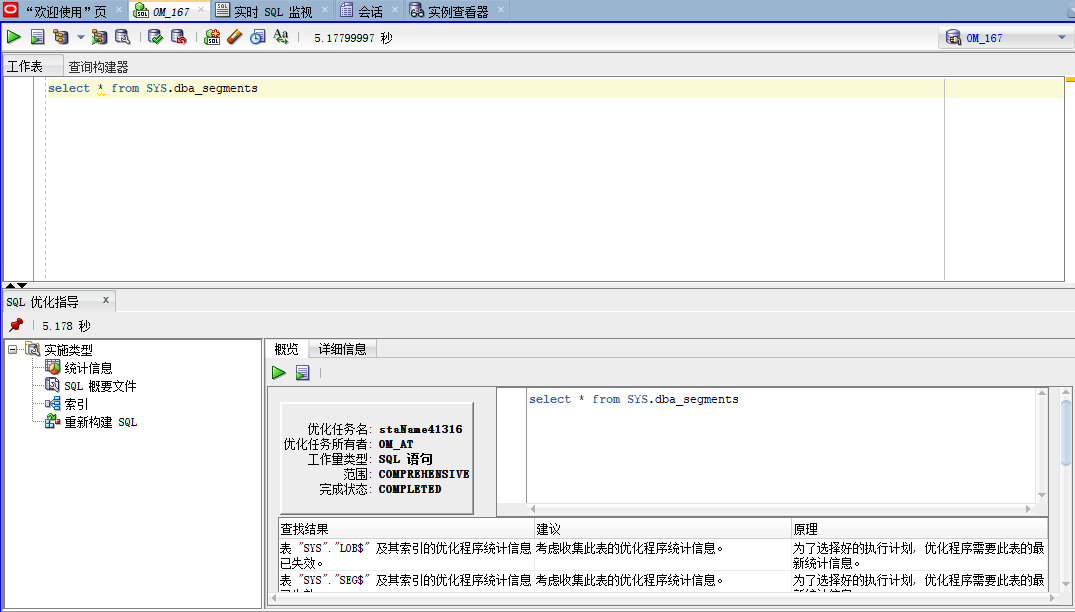 “欢迎使用”页 OM_167 实时 SQL 监视 会话 实例查看器
5.17799997 秒 OM_167
工作表 查询构建器
select * from SYS.dba_segments
SQL 优化指导
5.178 秒
实施类型
统计信息
SQL 概要文件
索引
重新构建 SQL
概览 详细信息
优化任务名: staName41316
优化任务所有者: OM_AT
工作量类型: SQL 语句
范围: COMPREHENSIVE
完成状态: COMPLETED
select * from SYS.dba_segments
查找结果 建议 原理
表 "SYS"."LOB$" 及其索引的优化程序统计信息 考虑收集此表的优化程序统计信息。 为了选择好的执行计划, 优化程序需要此表的最
已失效。 新统计信息。
表 "SYS"."SEG$" 及其索引的优化程序统计信息 考虑收集此表的优化程序统计信息。 为了选择好的执行计划, 优化程序需要此表的最